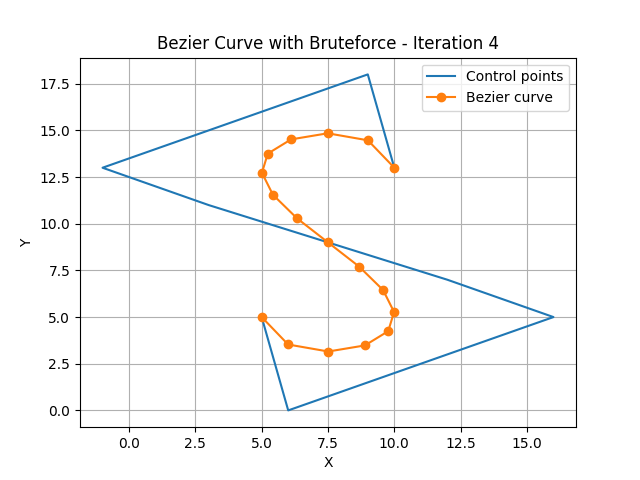 Bezier Curve with Bruteforce - Iteration 4
Control points
Bezier curve
17.5
15.0
12.5
10.0
7.5
5.0
2.5
0.0
Y
0.0 2.5 5.0 7.5 10.0 12.5 15.0
X